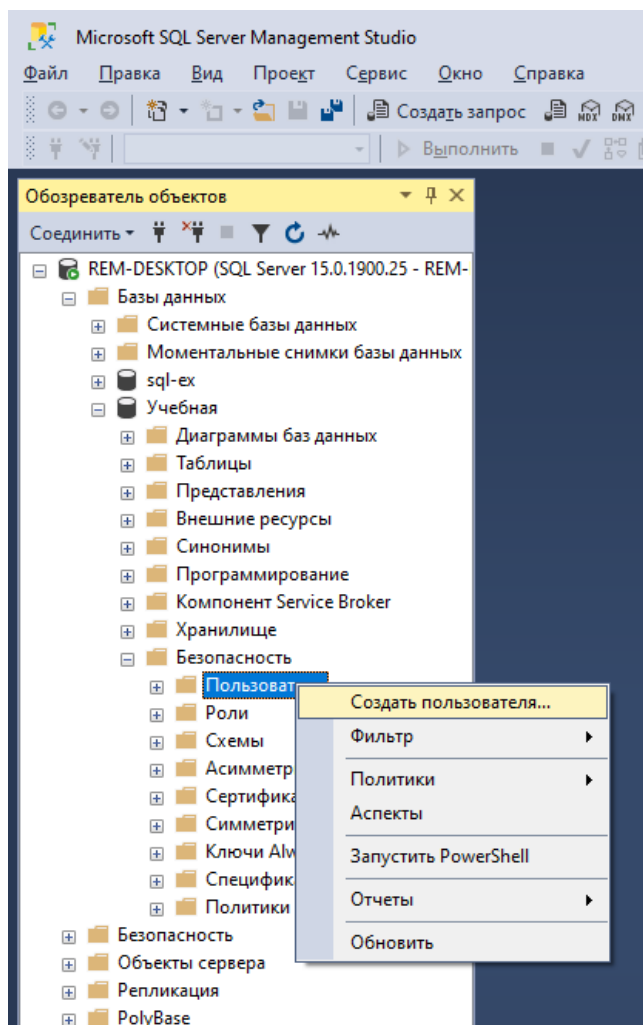 Microsoft SQL Server Management Studio
Файл Правка Вид Проект Сервис Окно Справка
Создать запрос MDX DMX
Выполнить
Обозреватель объектов
Соединить
REM-DESKTOP (SQL Server 15.0.1900.25 - REM-
Базы данных
Системные базы данных
Моментальные снимки базы данных
sql-ex
Учебная
Диаграммы баз данных
Таблицы
Представления
Внешние ресурсы
Синонимы
Программирование
Компонент Service Broker
Хранилище
Безопасность
Пользоват
Создать пользователя...
Роли
Фильтр
Схемы
Асимметр
Политики
Сертифика
Аспекты
Симметри
Ключи Alw
Запустить PowerShell
Специфик
Отчеты
Политики
Безопасность
Обновить
Объекты сервера
Репликация
PolyBase